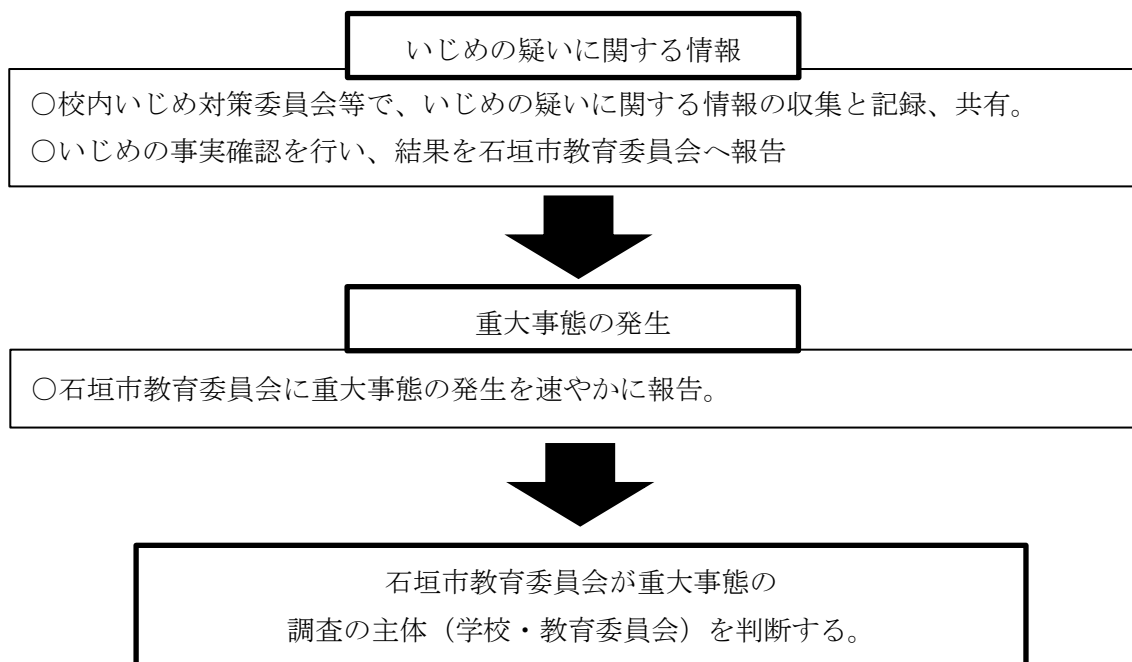 いじめの疑いに関する情報
〇校内いじめ対策委員会等で、いじめの疑いに関する情報の収集と記録、共有。
〇いじめの事実確認を行い、結果を石垣市教育委員会へ報告
重大事態の発生
〇石垣市教育委員会に重大事態の発生を速やかに報告。
石垣市教育委員会が重大事態の
調査の主体（学校・教育委員会）を判断する。